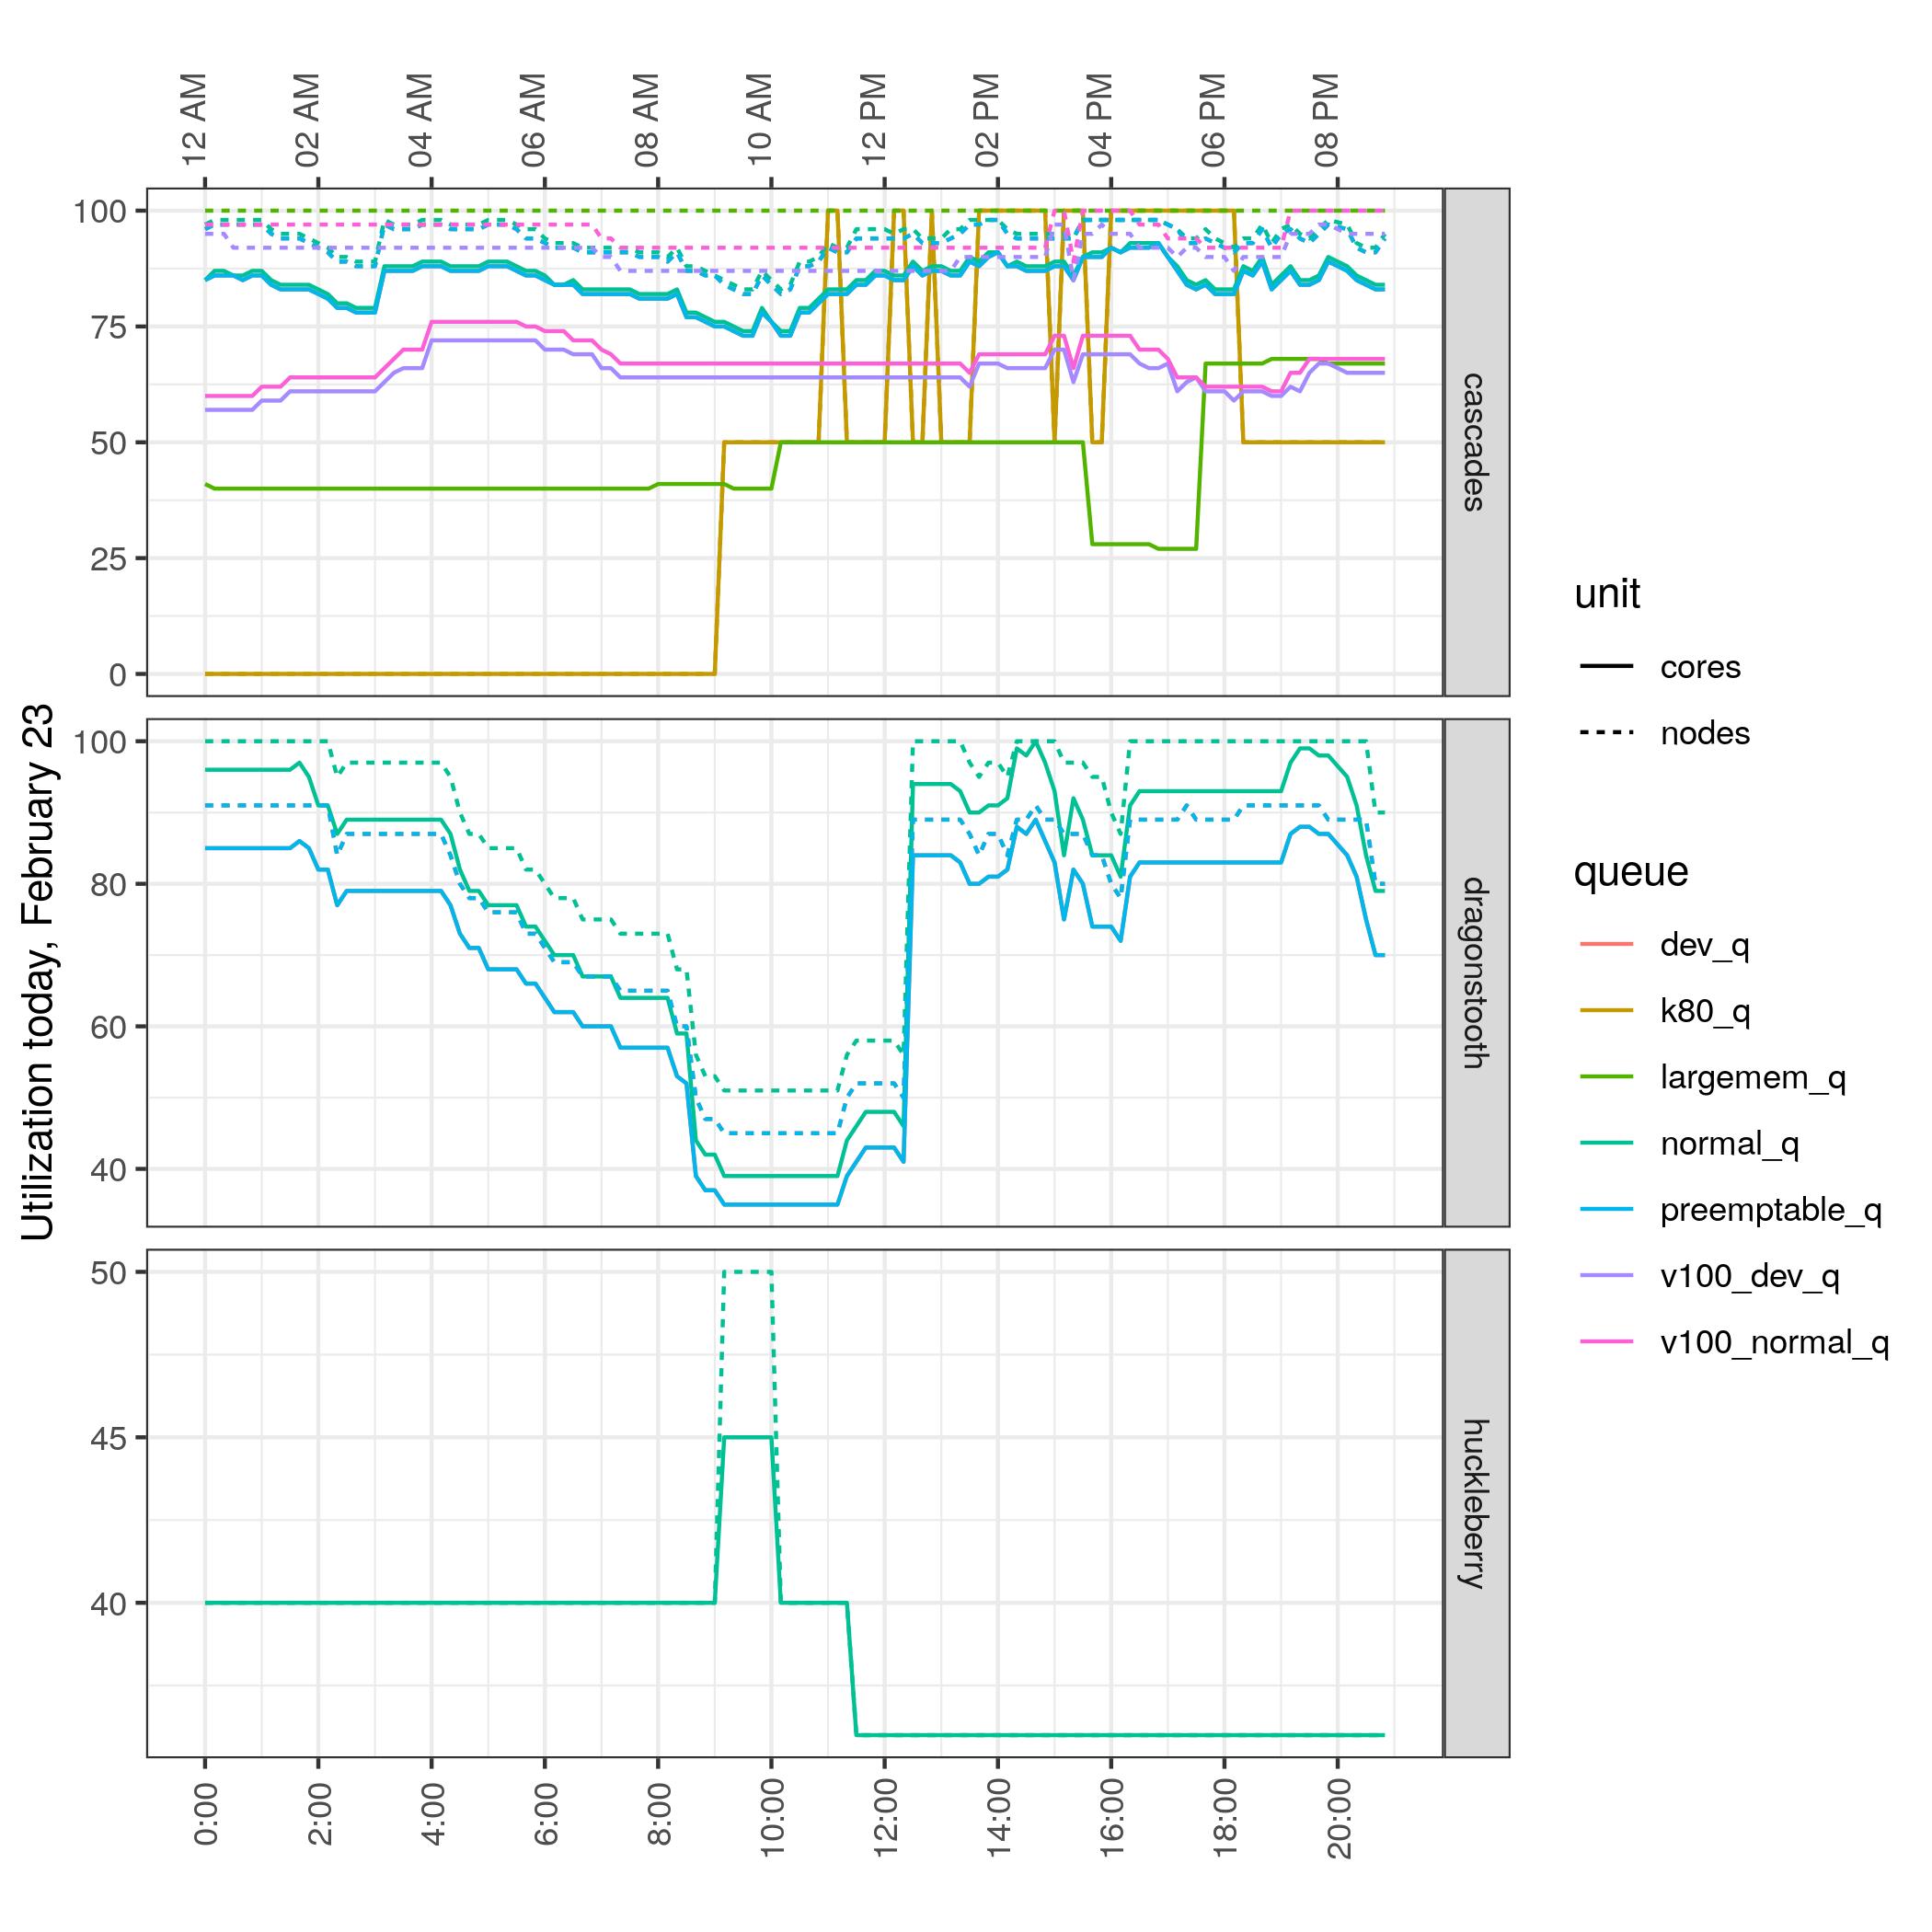 12 AM
02 AM
04 AM
06 AM
08 AM
10 AM
12 PM
02 PM
04 PM
06 PM
08 PM
Utilization today, February 23
100
75
50
25
0
cascades
100
80
60
40
dragonstooth
50
45
40
huckleberry
0:00
2:00
4:00
6:00
8:00
10:00
12:00
14:00
16:00
18:00
20:00
unit
cores
nodes
queue
dev_q
k80_q
largemem_q
normal_q
preemptable_q
v100_dev_q
v100_normal_q